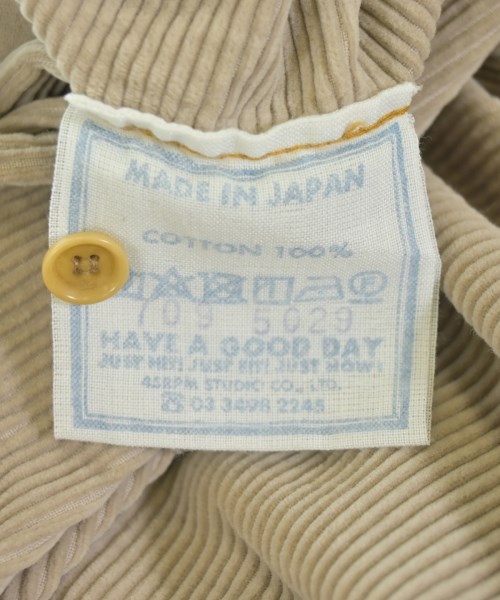 MADE IN JAPAN
COTTON 100%
709 5029
HAVE A GOOD DAY
JUST HIT! JUST FIT! JUST NOW!
45RPM STUDIO CO., LTD.
03 3498 2245